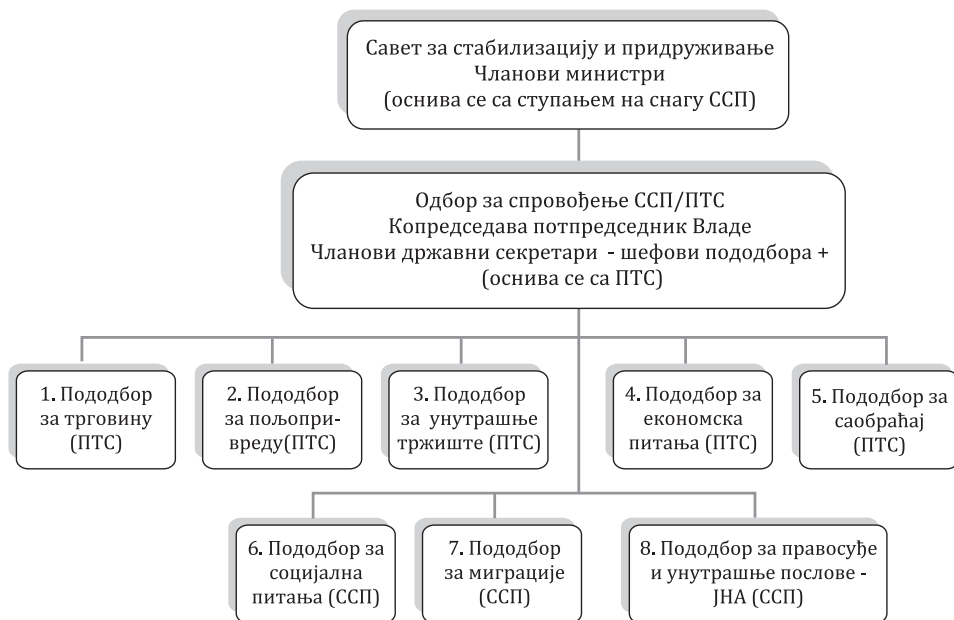 Савет за стабилизацију и придруживање
Чланови министри
(оснива се са ступањем на снагу ССП)
Одбор за спровођење ССП/ПТС
Копредседава потпредседник Владе
Чланови државни секретари - шефови пододбора +
(оснива се са ПТС)
1. Пододбор
за трговину
(ПТС)
2. Пододбор
за пољопри-
вреду(ПТС)
3. Пододбор
за унутрашње
тржиште (ПТС)
4. Пододбор за
економска
питања (ПТС)
5. Пододбор за
саобраћај
(ПТС)
6. Пододбор за
социјална
питања (ССП)
7. Пододбор
за миграције
(ССП)
8. Пододбор за правосуђе
и унутрашње послове -
ЈНА (ССП)